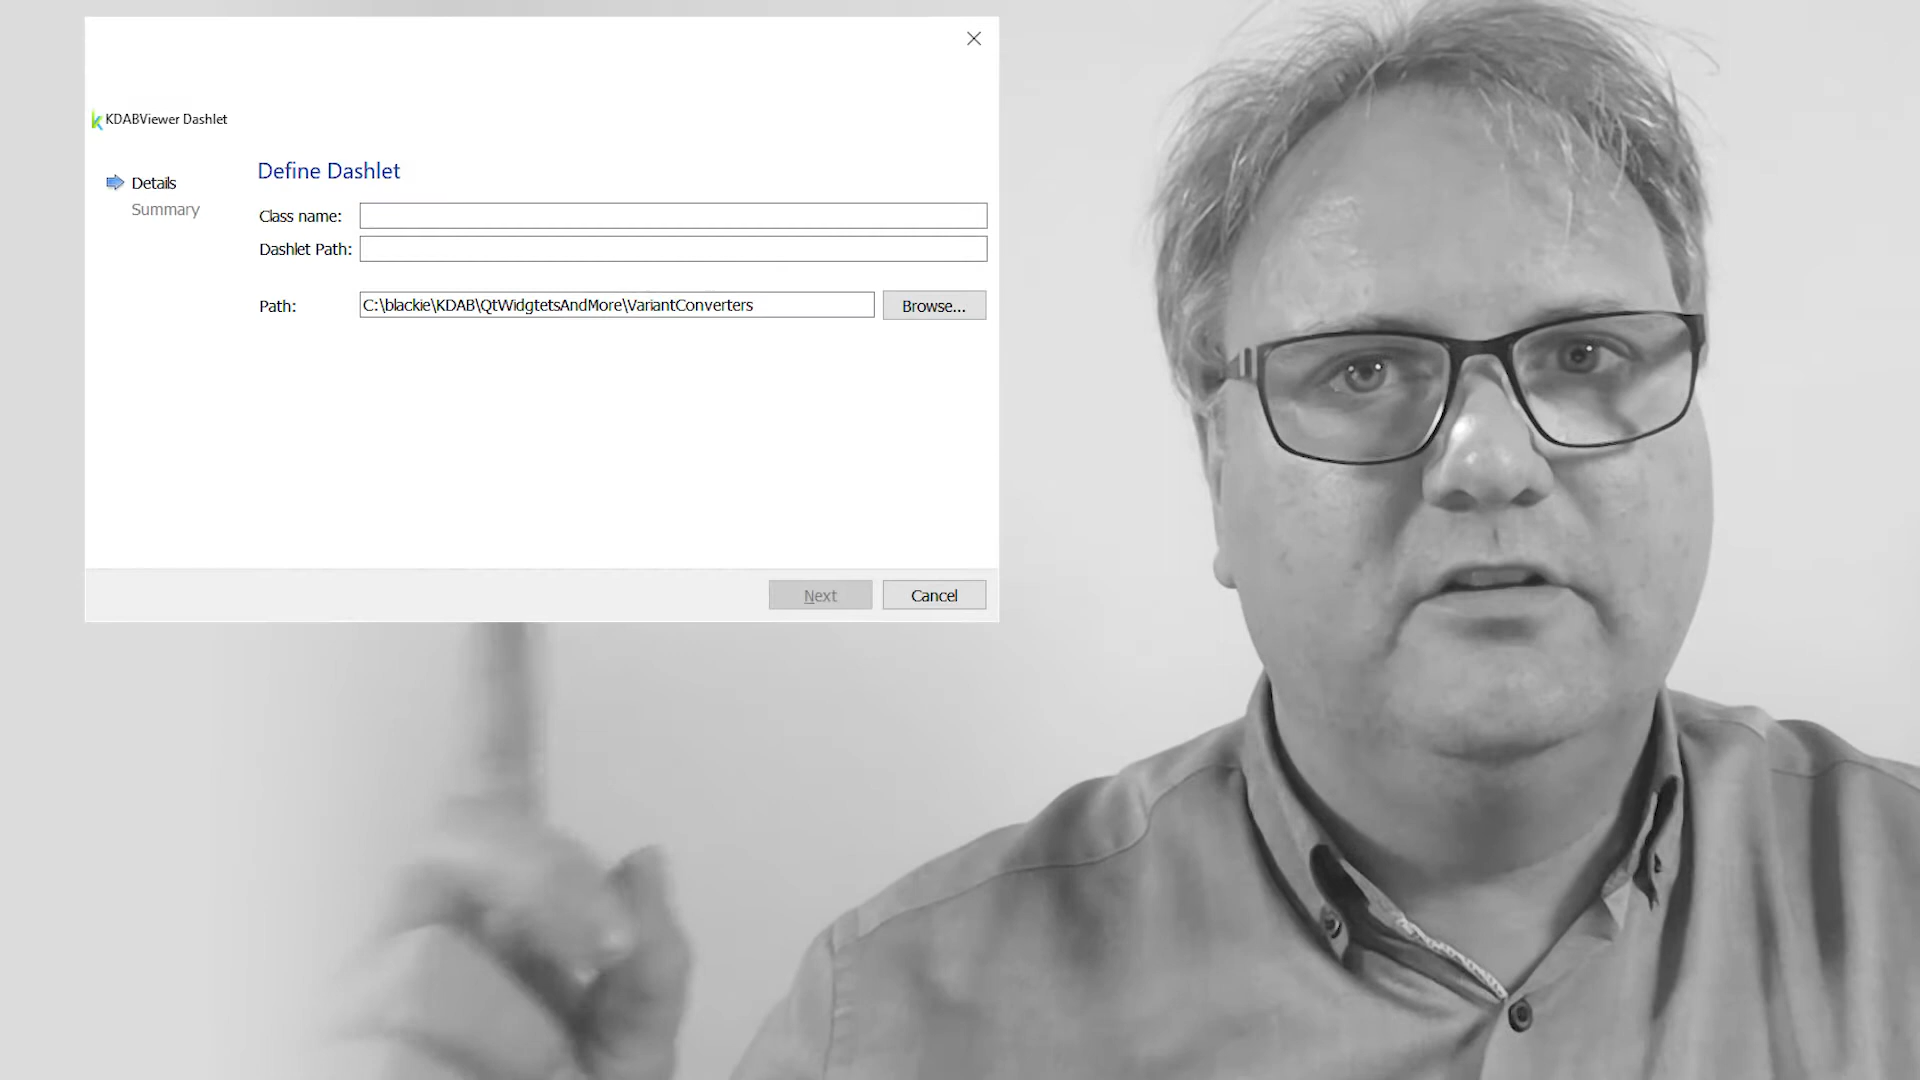 KDABViewer Dashlet
Details
Summary
Define Dashlet
Class name:
Dashlet Path:
Path: C:\blackie\KDAB\QtWidgtetsAndMore\VariantConverters Browse...
Next Cancel